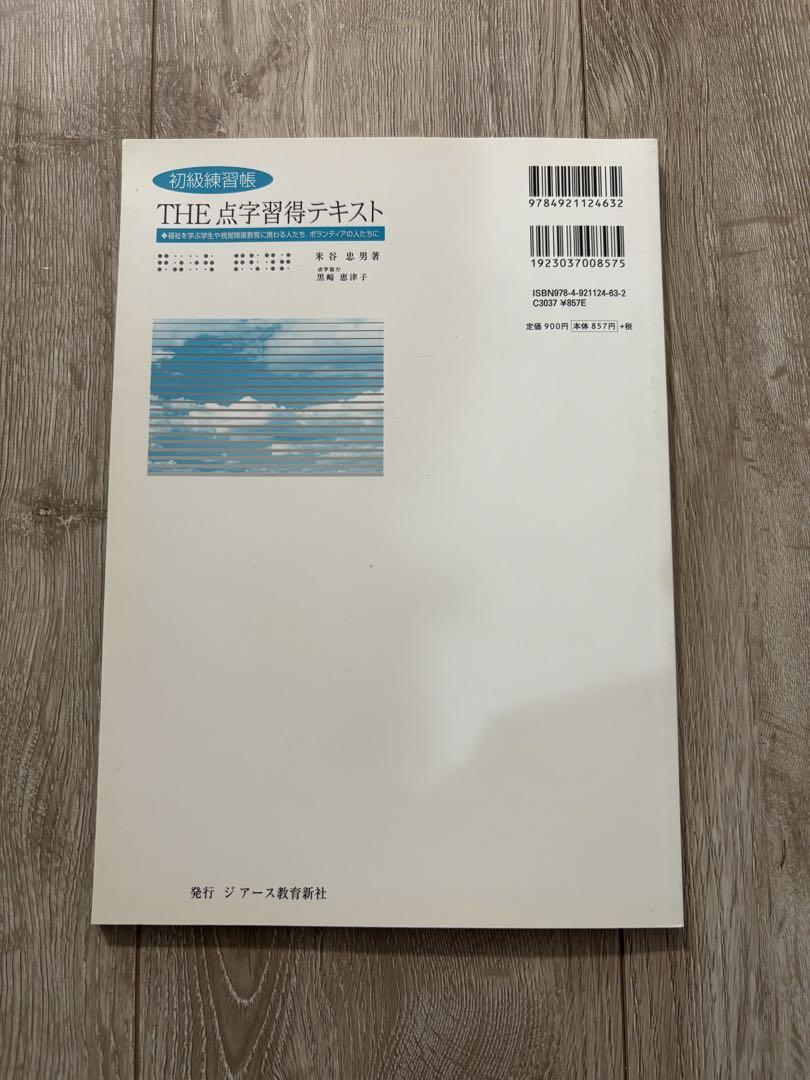 初級練習帳
THE 点字習得テキスト
◆福祉を学ぶ学生や視覚障害教育に携わる人たち，ボランティアの人たちに
米谷 忠男著
点字協力
黒﨑 恵津子
9784921124632
1923037008575
ISBN978-4-921124-63-2
C3037 ¥857E
定価 900円 本体 857円 +税
発行 ジ アース教育新社